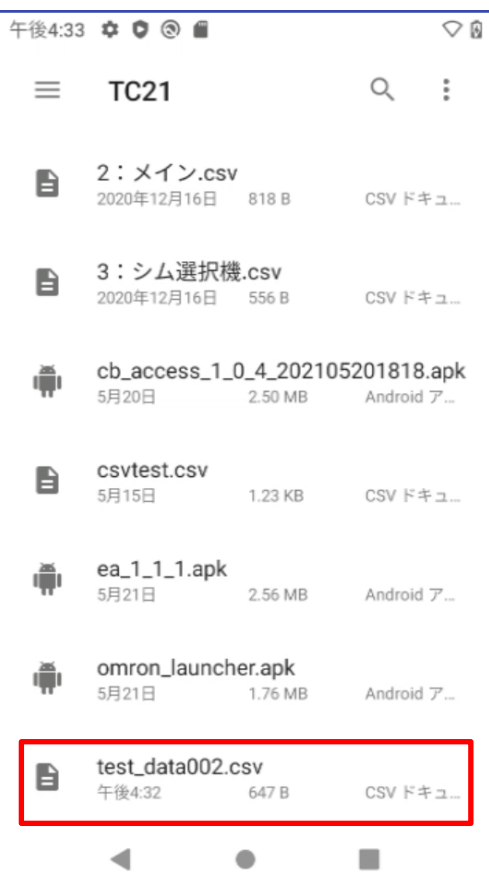 午後4:33
TC21
2：メイン.csv
2020年12月16日 818 B CSV ドキュ...
3：シム選択機.csv
2020年12月16日 556 B CSV ドキュ...
cb_access_1_0_4_202105201818.apk
5月20日 2.50 MB Android ア...
csvtest.csv
5月15日 1.23 KB CSV ドキュ...
ea_1_1_1.apk
5月21日 2.56 MB Android ア...
omron_launcher.apk
5月21日 1.76 MB Android ア...
test_data002.csv
午後4:32 647 B CSV ドキュ...